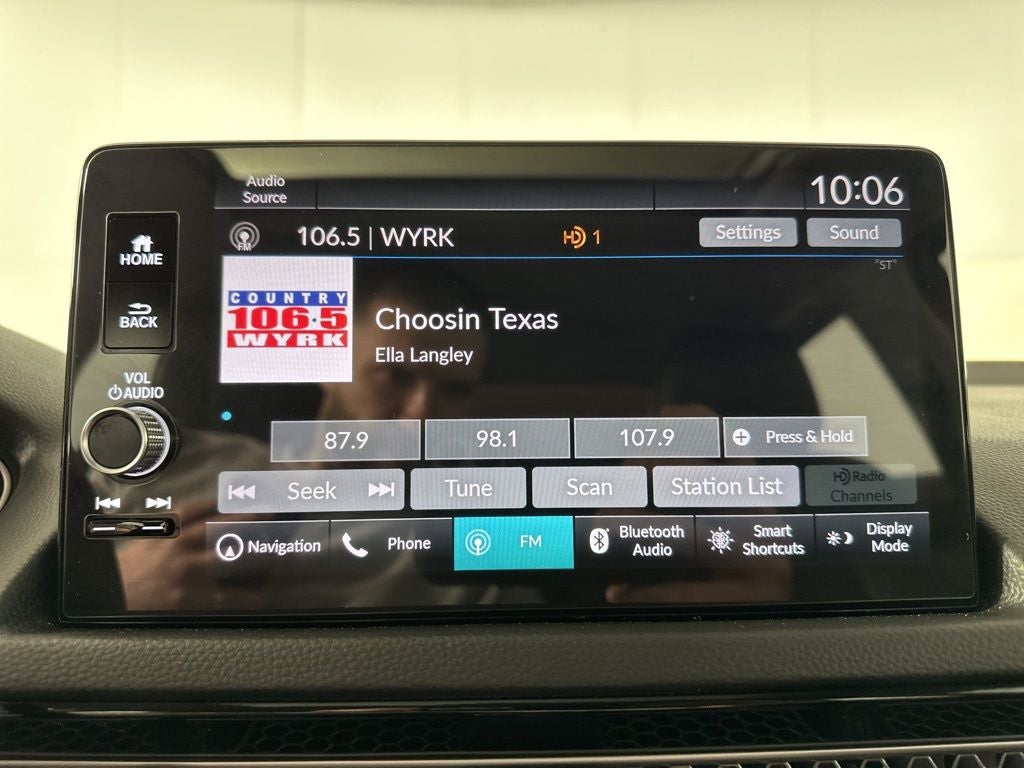 Audio
Source
10:06
FM
106.5 | WYRK
HD 1
Settings
Sound
"ST"
HOME
BACK
VOL
AUDIO
COUNTRY
106.5
WYRK
Choosin Texas
Ella Langley
87.9
98.1
107.9
Press & Hold
Seek
Tune
Scan
Station List
HD Radio
Channels
Navigation
Phone
FM
Bluetooth
Audio
Smart
Shortcuts
Display
Mode